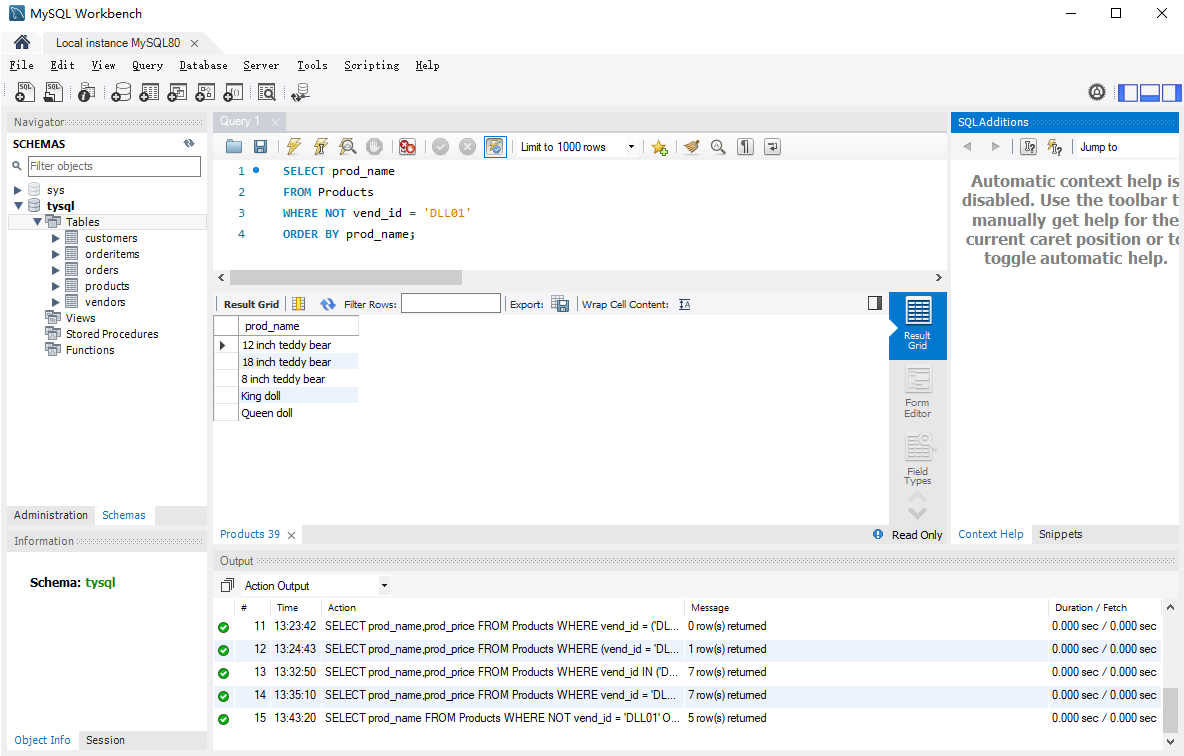 MySQL Workbench
Local instance MySQL80
File Edit View Query Database Server Tools Scripting Help
Navigator
SCHEMAS
Filter objects
sys
tysql
Tables
customers
orderitems
orders
products
vendors
Views
Stored Procedures
Functions
Administration Schemas
Information
Schema: tysql
Object Info Session
Query 1
Limit to 1000 rows
1 SELECT prod_name
2 FROM Products
3 WHERE NOT vend_id = 'DLL01'
4 ORDER BY prod_name;
Result Grid Filter Rows: Export: Wrap Cell Content:
prod_name
12 inch teddy bear
18 inch teddy bear
8 inch teddy bear
King doll
Queen doll
Result
Grid
Form
Editor
Field
Types
Products 39 Read Only
SQLAdditions
Jump to
Automatic context help is
disabled. Use the toolbar t
manually get help for the
current caret position or to
toggle automatic help.
Context Help Snippets
Output
Action Output
# Time Action Message Duration / Fetch
11 13:23:42 SELECT prod_name,prod_price FROM Products WHERE vend_id = ('DL... 0 row(s) returned 0.000 sec / 0.000 sec
12 13:24:43 SELECT prod_name,prod_price FROM Products WHERE (vend_id = 'DL... 1 row(s) returned 0.000 sec / 0.000 sec
13 13:32:50 SELECT prod_name,prod_price FROM Products WHERE vend_id IN ('D... 7 row(s) returned 0.000 sec / 0.000 sec
14 13:35:10 SELECT prod_name,prod_price FROM Products WHERE vend_id = 'DL... 7 row(s) returned 0.000 sec / 0.000 sec
15 13:43:20 SELECT prod_name FROM Products WHERE NOT vend_id = 'DLL01' O... 5 row(s) returned 0.000 sec / 0.000 sec